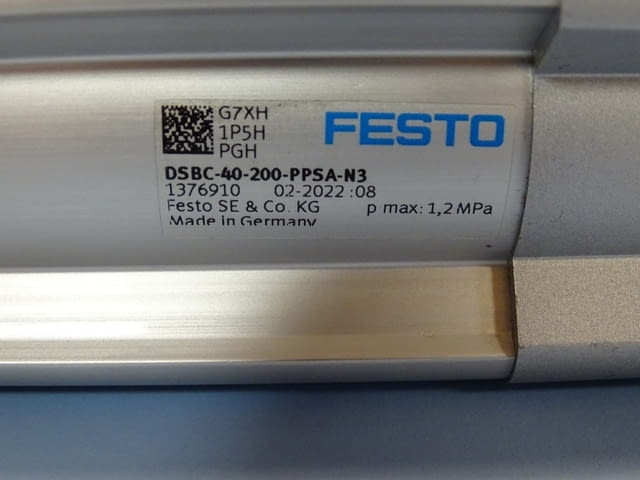 G7XH
1P5H
PGH
FESTO
DSBC-40-200-PPSA-N3
1376910 02-2022 :08
Festo SE & Co. KG p max: 1,2 MPa
Made in Germany